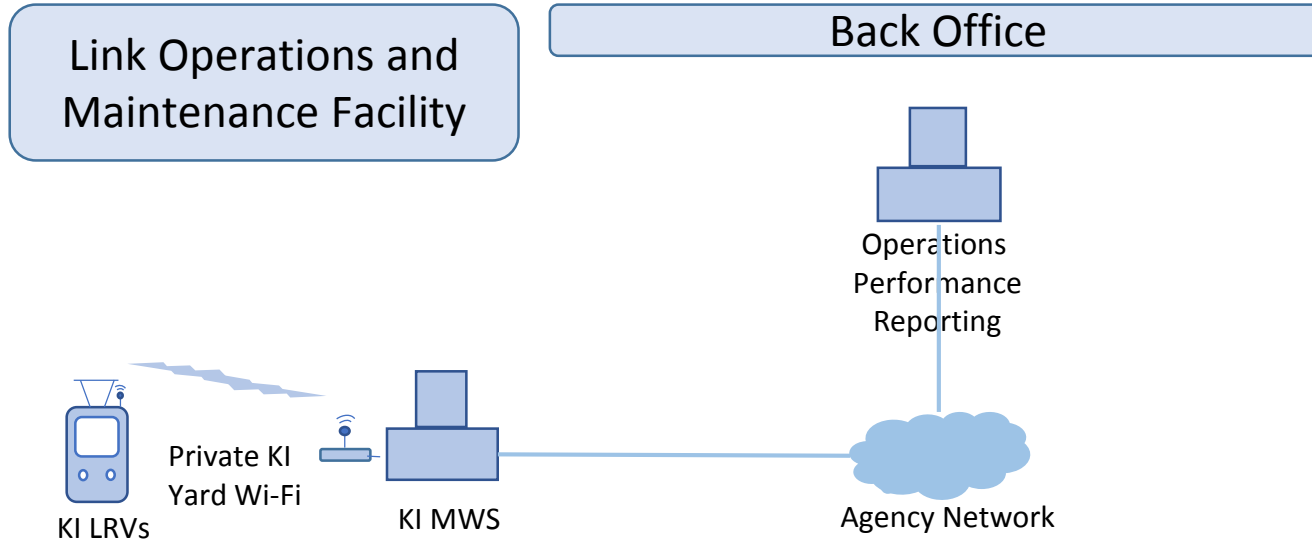 Link Operations and
Maintenance Facility
Back Office
Operations
Performance
Reporting
Private KI
Yard Wi-Fi
KI LRVs
KI MWS
Agency Network